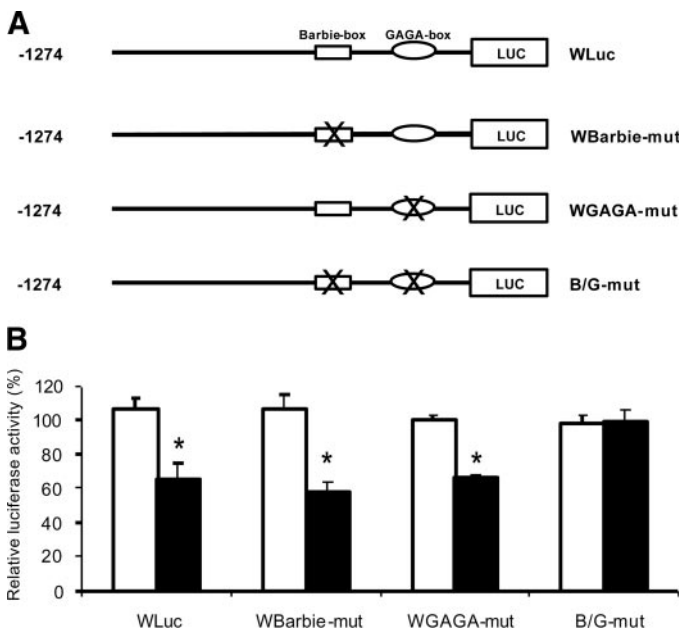 A
Barbie-box GAGA-box
-1274 LUC WLuc
-1274 LUC WBarbie-mut
-1274 LUC WGAGA-mut
-1274 LUC B/G-mut
B
Relative luciferase activity (%)
120
100
80
60
40
20
0
* * *
WLuc WBarbie-mut WGAGA-mut B/G-mut